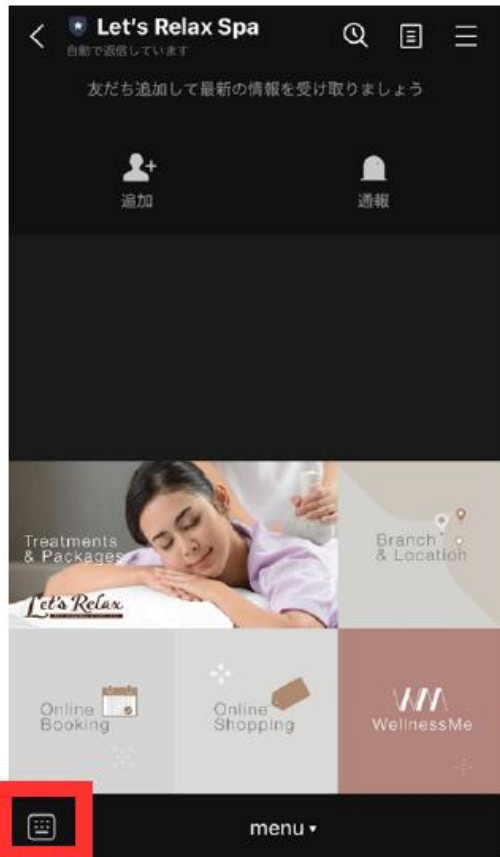 Let's Relax Spa
自動で返信しています
友だち追加して最新の情報を受け取りましょう
追加
通報
Treatments
& Packages
Let's Relax
Branch
& Location
Online
Booking
Online
Shopping
WM
WellnessMe
menu